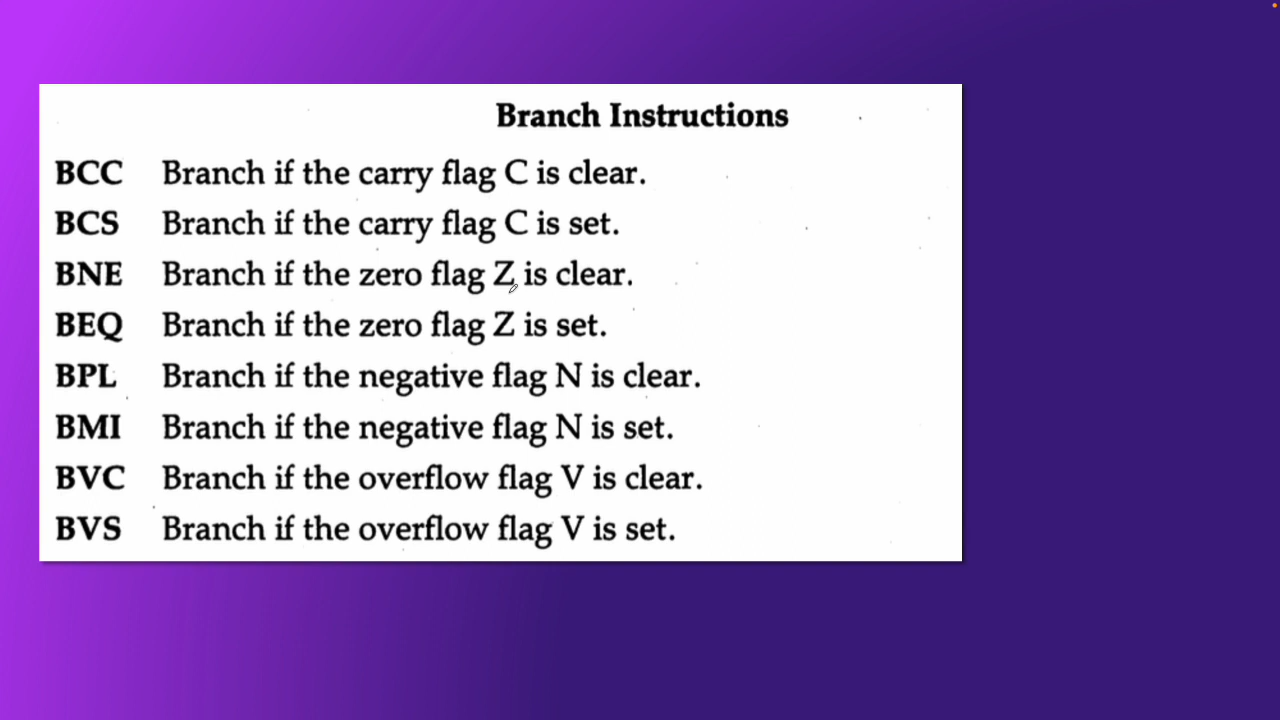 Branch Instructions
BCC Branch if the carry flag C is clear.
BCS Branch if the carry flag C is set.
BNE Branch if the zero flag Z is clear.
BEQ Branch if the zero flag Z is set.
BPL Branch if the negative flag N is clear.
BMI Branch if the negative flag N is set.
BVC Branch if the overflow flag V is clear.
BVS Branch if the overflow flag V is set.